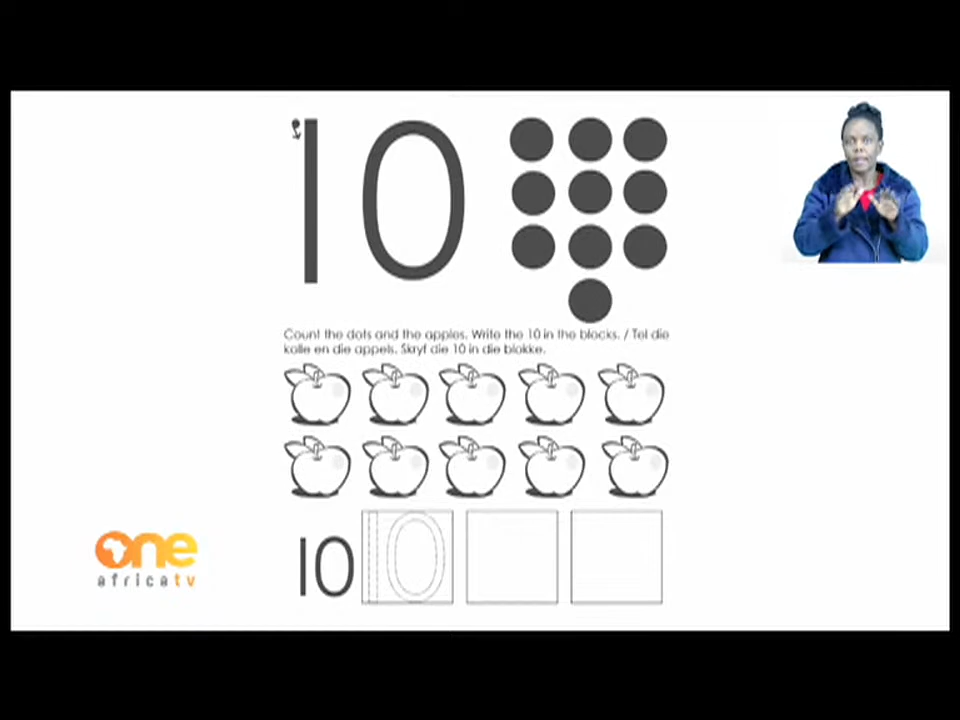 10
Count the dots and the apples. Write the 10 in the blocks. / Tel die
kolle en die appels. Skryf die 10 in die blokke.
10 10
one
africa tv